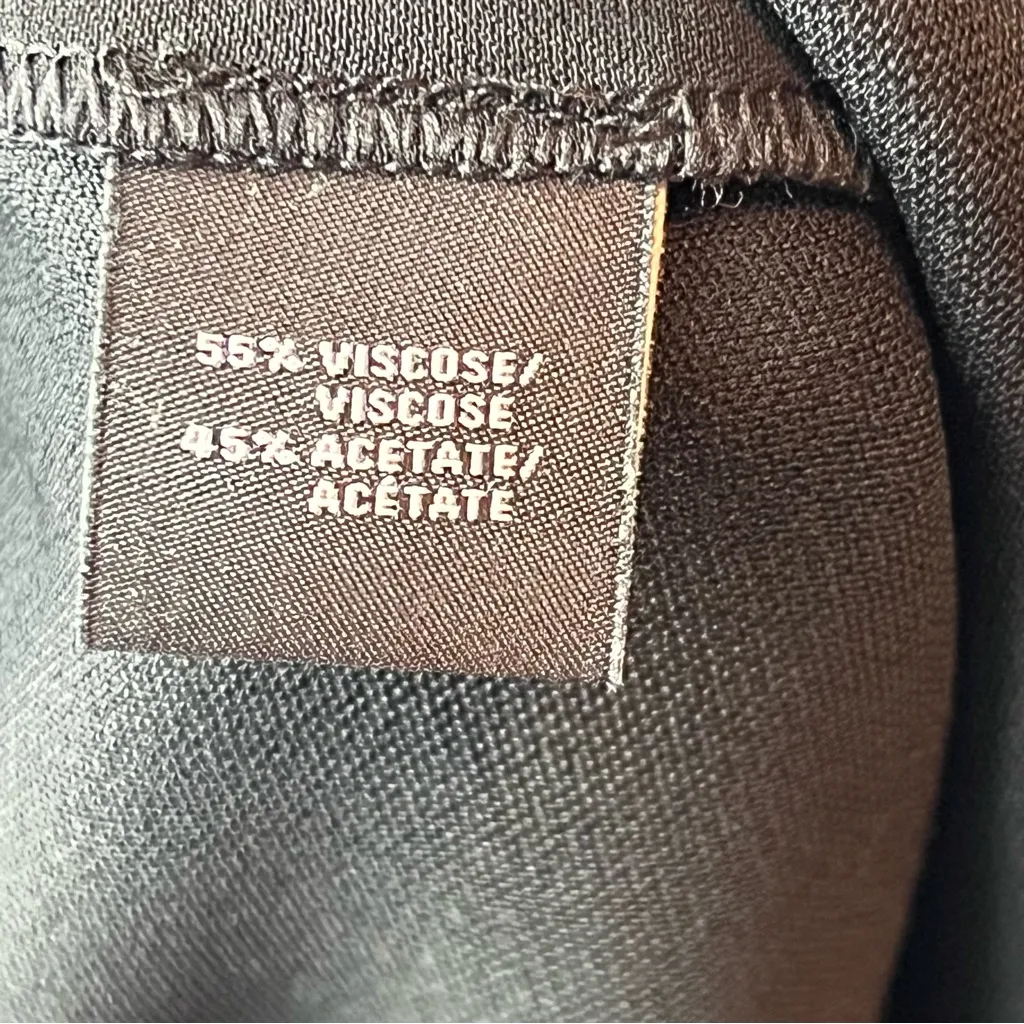 55% VISCOSE/
VISCOSE
45% ACETATE/
ACÉTATE